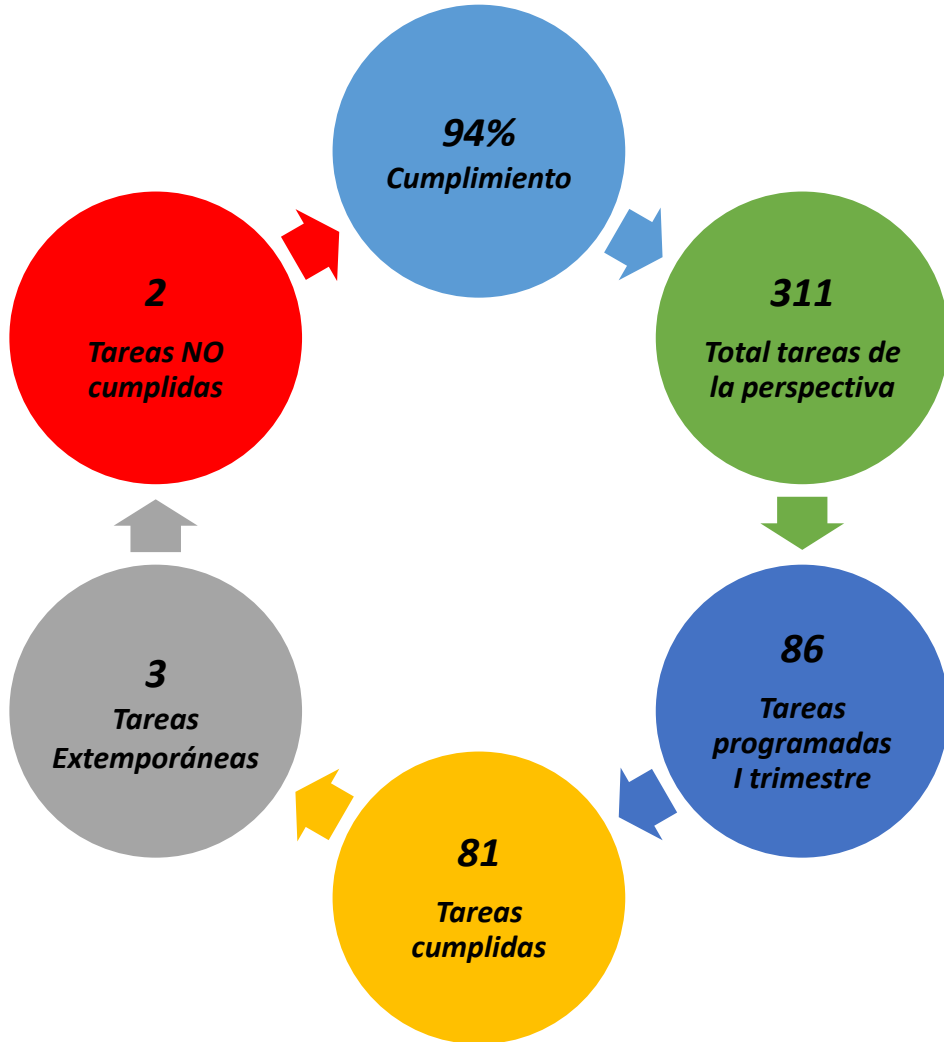 94%
Cumplimiento
311
Total tareas de
la perspectiva
86
Tareas
programadas
I trimestre
81
Tareas
cumplidas
3
Tareas
Extemporáneas
2
Tareas NO
cumplidas